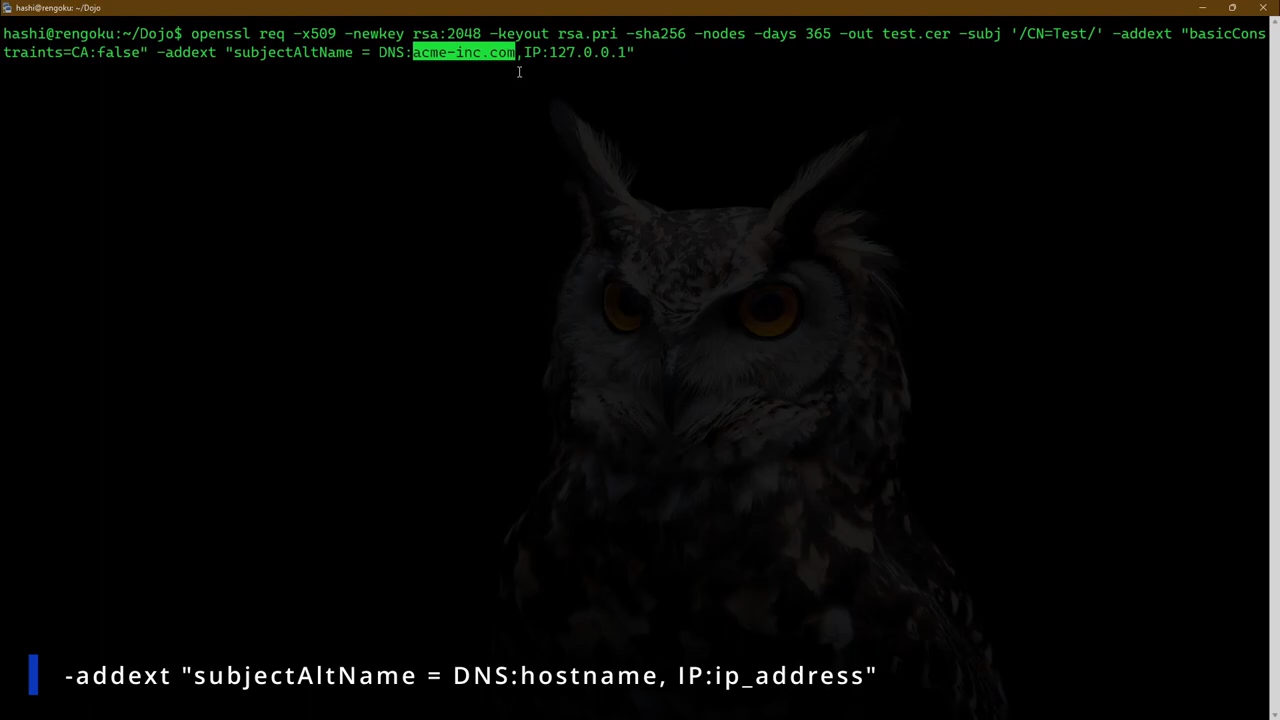 hashi@rengoku: ~/Dojo
hashi@rengoku:~/Dojo$ openssl req -x509 -newkey rsa:2048 -keyout rsa.pri -sha256 -nodes -days 365 -out test.cer -subj '/CN=Test/' -addext "basicCons
traints=CA:false" -addext "subjectAltName = DNS:acme-inc.com,IP:127.0.0.1"
-addext "subjectAltName = DNS:hostname, IP:ip_address"